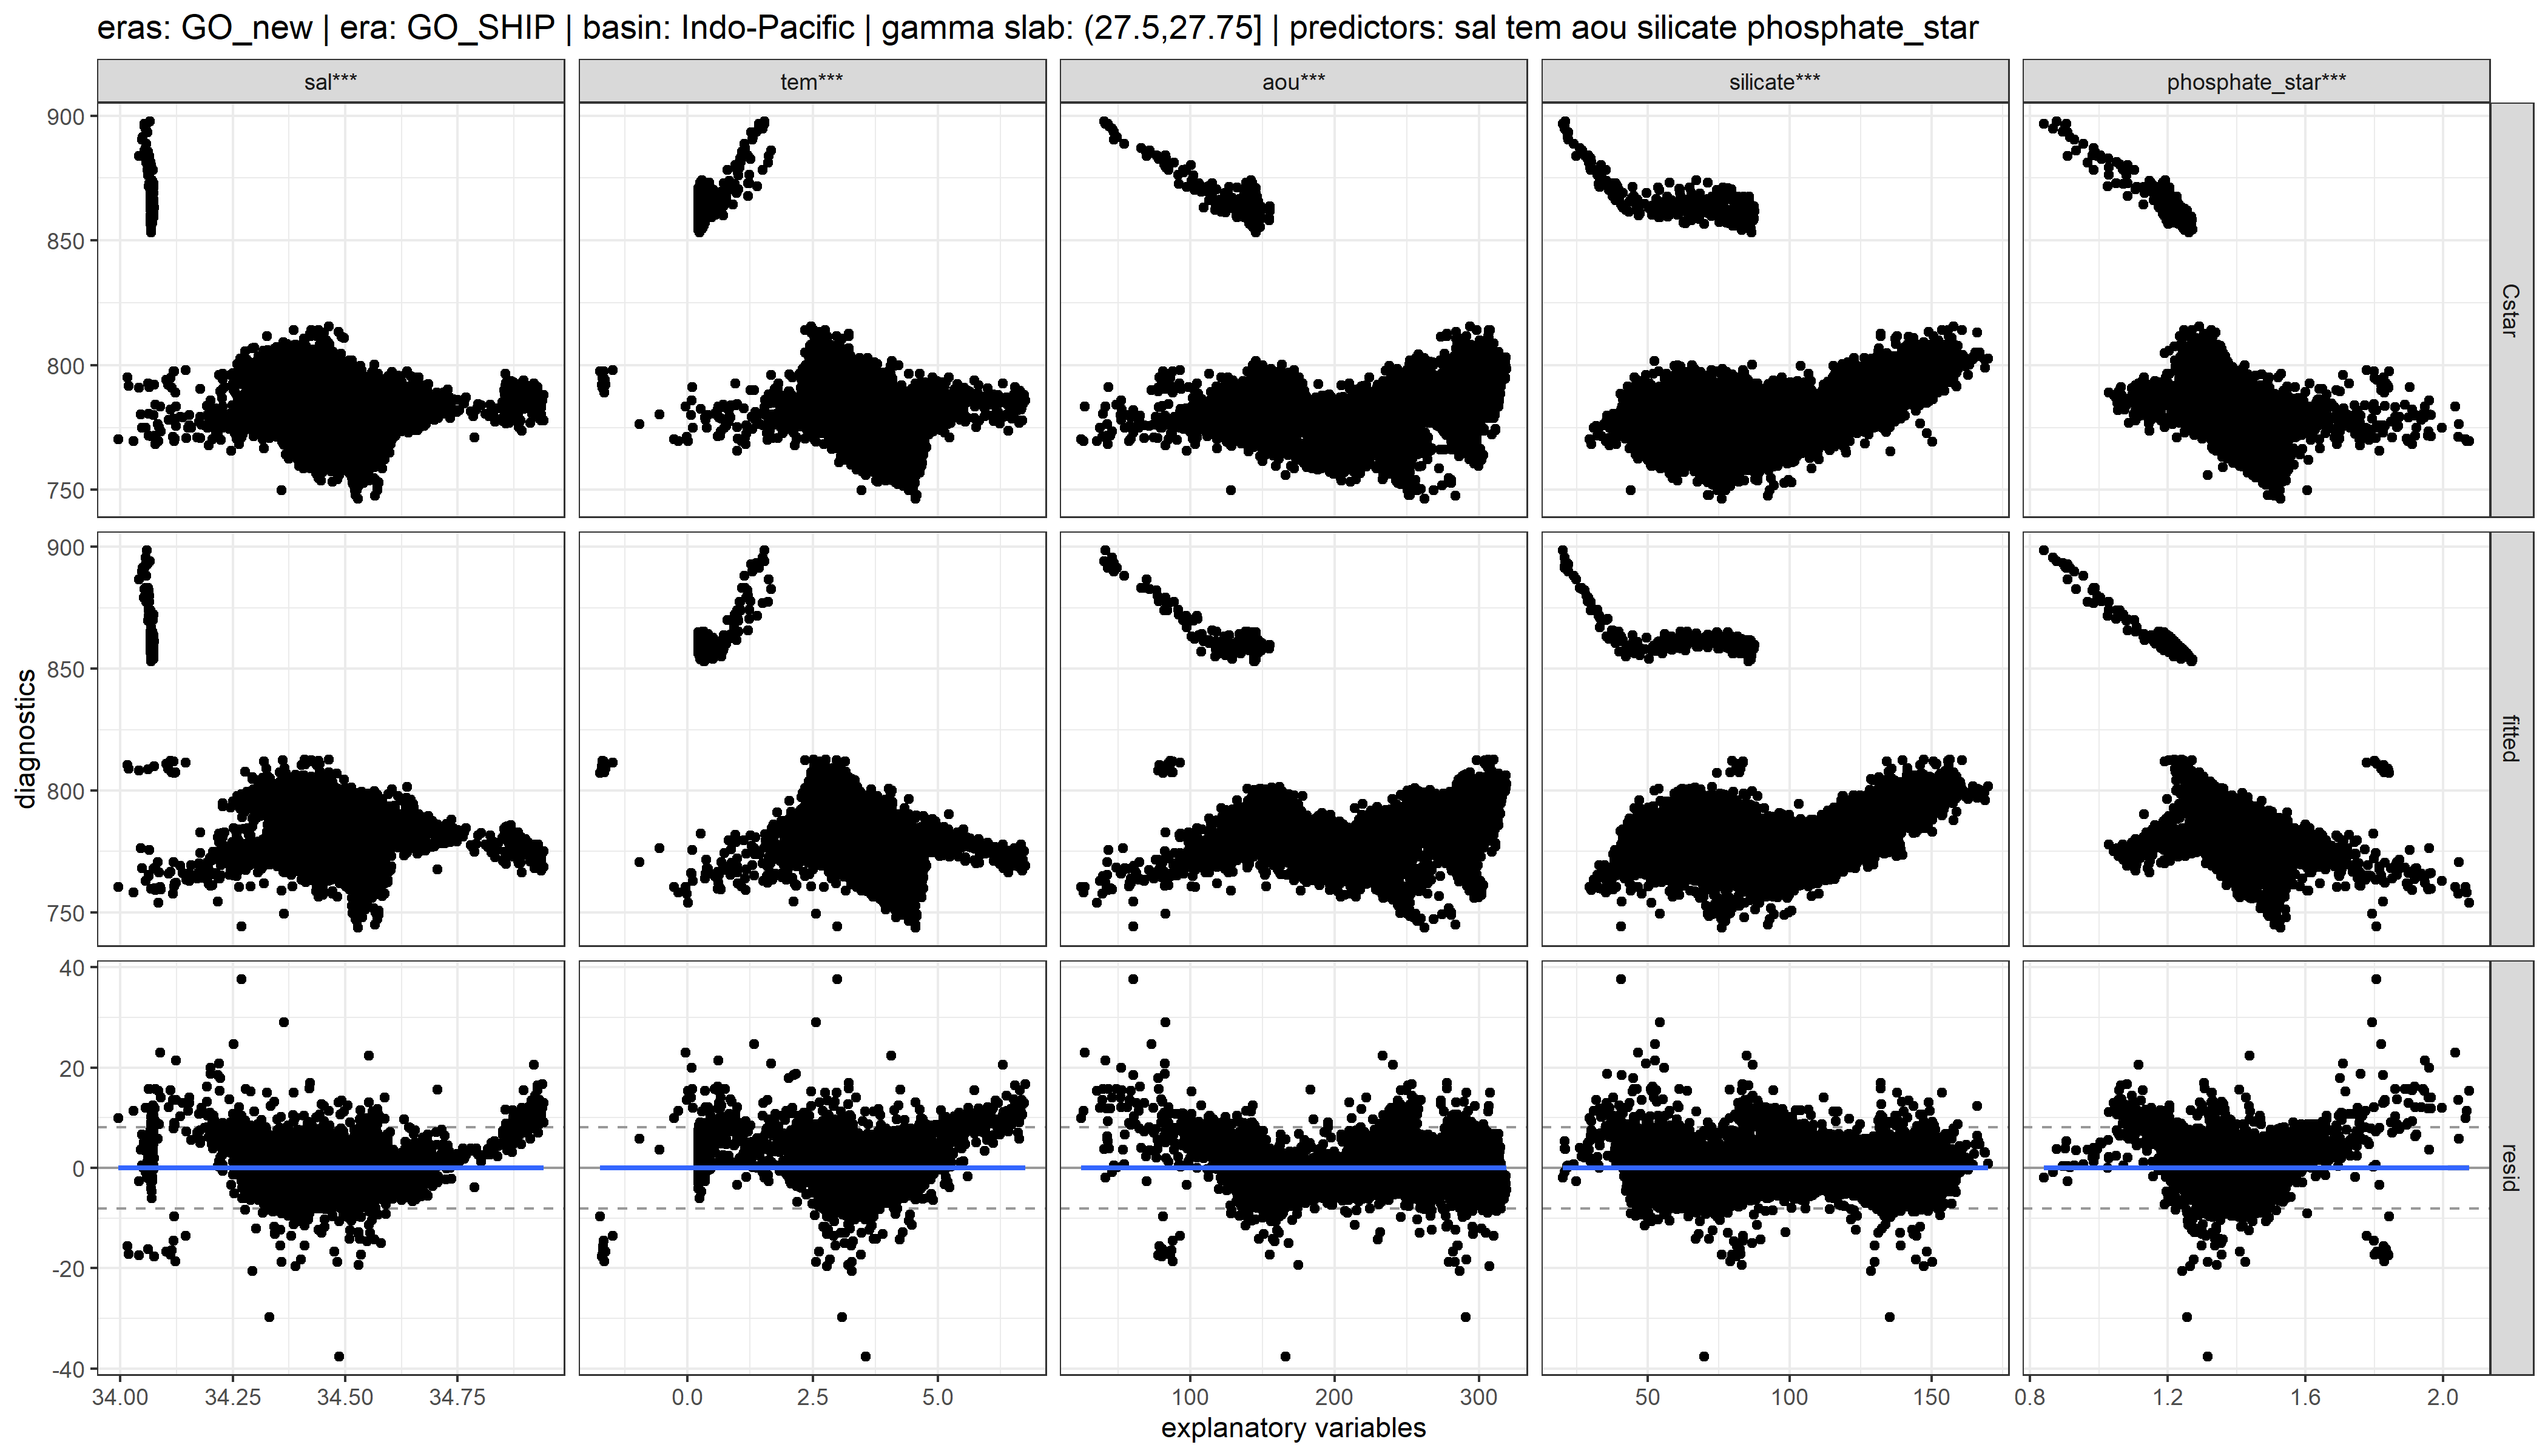 eras: GO_new | era: GO_SHIP | basin: Indo-Pacific | gamma slab: (27.5,27.75] | predictors: sal tem aou silicate phosphate_star
sal*** tem*** aou*** silicate*** phosphate_star***
900
850
800
750
Cstar
900
850
800
750
fitted
diagnostics
40
20
0
-20
-40
resid
34.00 34.25 34.50 34.75 0.0 2.5 5.0 100 200 300 50 100 150 0.8 1.2 1.6 2.0
explanatory variables